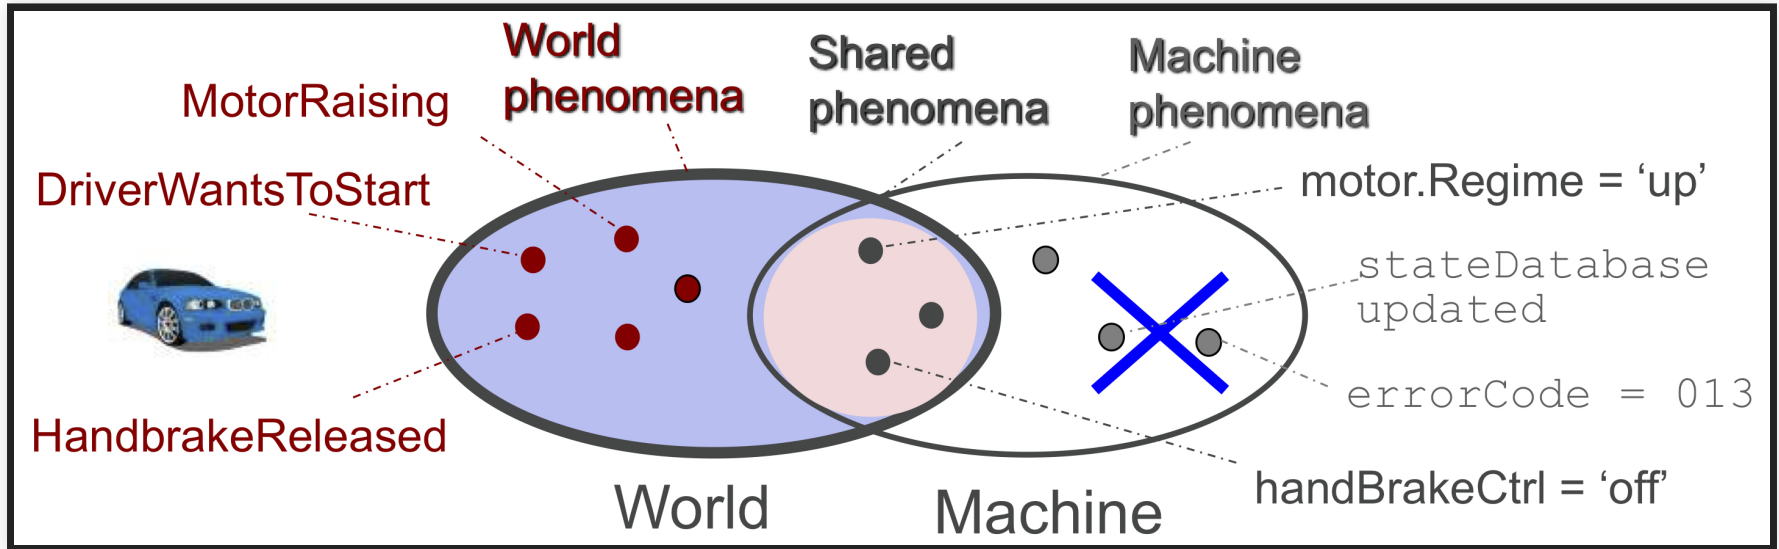 World
phenomena
Shared
phenomena
Machine
phenomena
MotorRaising
DriverWantsToStart
motor.Regime = ‘up’
stateDatabase
updated
errorCode = 013
HandbrakeReleased
handBrakeCtrl = ‘off’
World
Machine